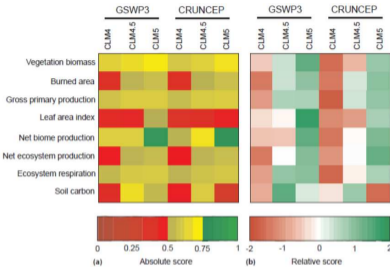 GSWP3 CRUNCEP GSWP3 CRUNCEP
CLM4 CLM4.5 CLM5 CLM4 CLM4.5 CLM5 CLM4 CLM4.5 CLM5 CLM4 CLM4.5 CLM5
Vegetation biomass
Burned area
Gross primary production
Leaf area index
Net biome production
Net ecosystem production
Ecosystem respiration
Soil carbon
0 0.25 0.5 0.75 1 -2 -1 0 1 2
(a) Absolute score (b) Relative score